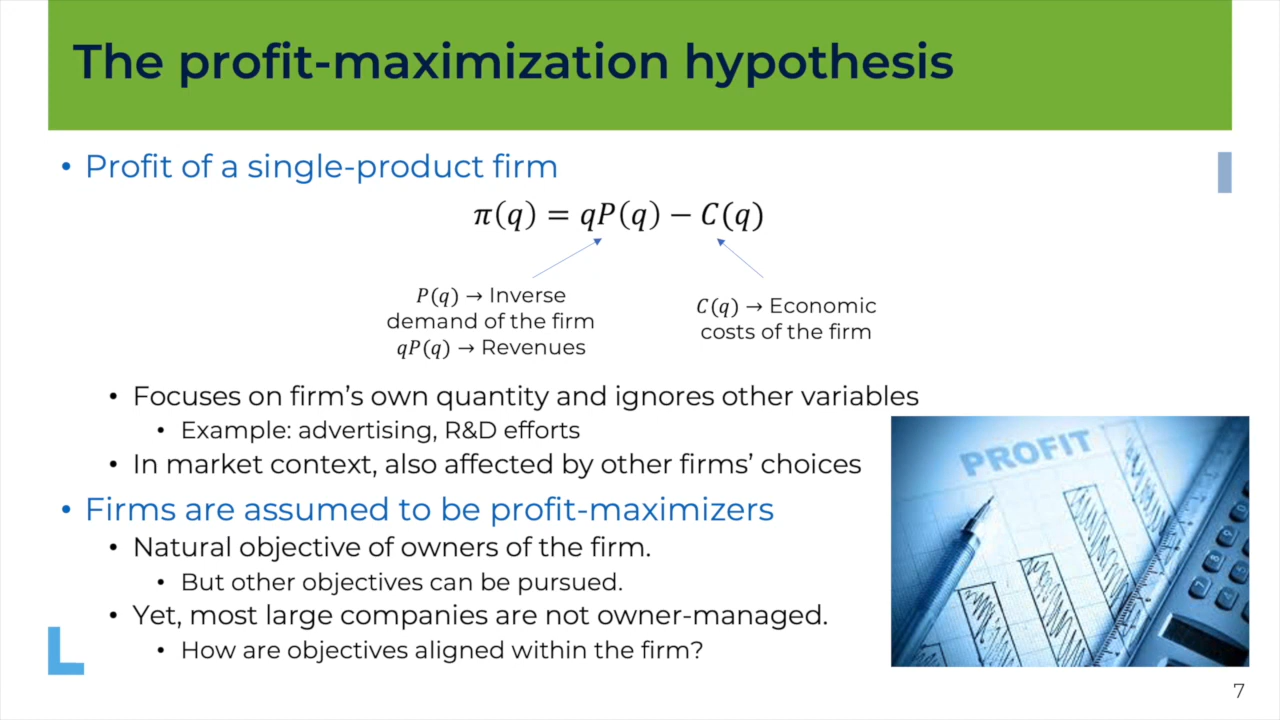 The profit-maximization hypothesis
• Profit of a single-product firm
π(q) = qP(q) − C(q)
P(q) → Inverse
demand of the firm
qP(q) → Revenues
C(q) → Economic
costs of the firm
• Focuses on firm's own quantity and ignores other variables
• Example: advertising, R&D efforts
• In market context, also affected by other firms' choices
PROFIT
• Firms are assumed to be profit-maximizers
• Natural objective of owners of the firm.
• But other objectives can be pursued.
• Yet, most large companies are not owner-managed.
• How are objectives aligned within the firm?
7